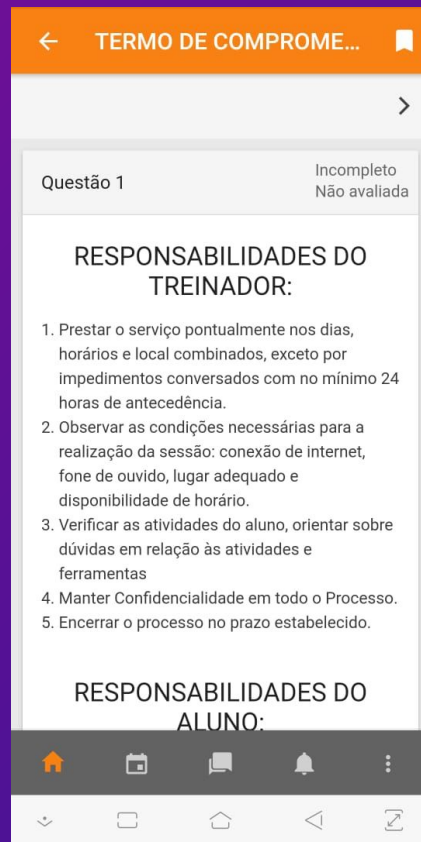 TERMO DE COMPROME...
Questão 1
Incompleto
Não avaliada
RESPONSABILIDADES DO
TREINADOR:
1. Prestar o serviço pontualmente nos dias,
horários e local combinados, exceto por
impedimentos conversados com no mínimo 24
horas de antecedência.
2. Observar as condições necessárias para a
realização da sessão: conexão de internet,
fone de ouvido, lugar adequado e
disponibilidade de horário.
3. Verificar as atividades do aluno, orientar sobre
dúvidas em relação às atividades e
ferramentas
4. Manter Confidencialidade em todo o Processo.
5. Encerrar o processo no prazo estabelecido.
RESPONSABILIDADES DO
ALUNO: